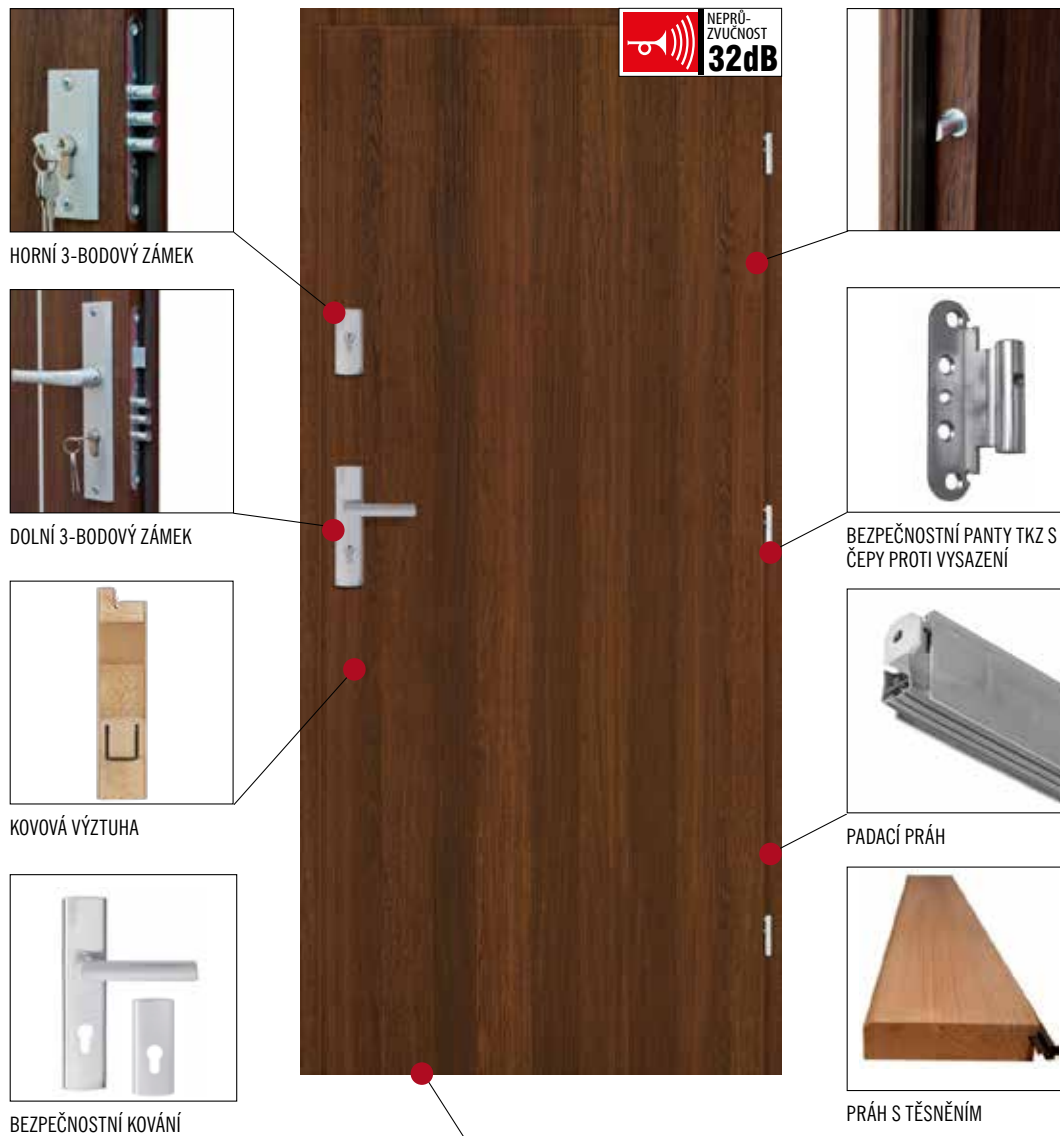 NEPRŮ-
ZVUČNOST
32dB
HORNÍ 3-BODOVÝ ZÁMEK
DOLNÍ 3-BODOVÝ ZÁMEK
BEZPEČNOSTNÍ PANTY TKZ S
ČEPY PROTI VYSAZENÍ
KOVOVÁ VÝZTUHA
PADACÍ PRÁH
BEZPEČNOSTNÍ KOVÁNÍ
PRÁH S TĚSNĚNÍM